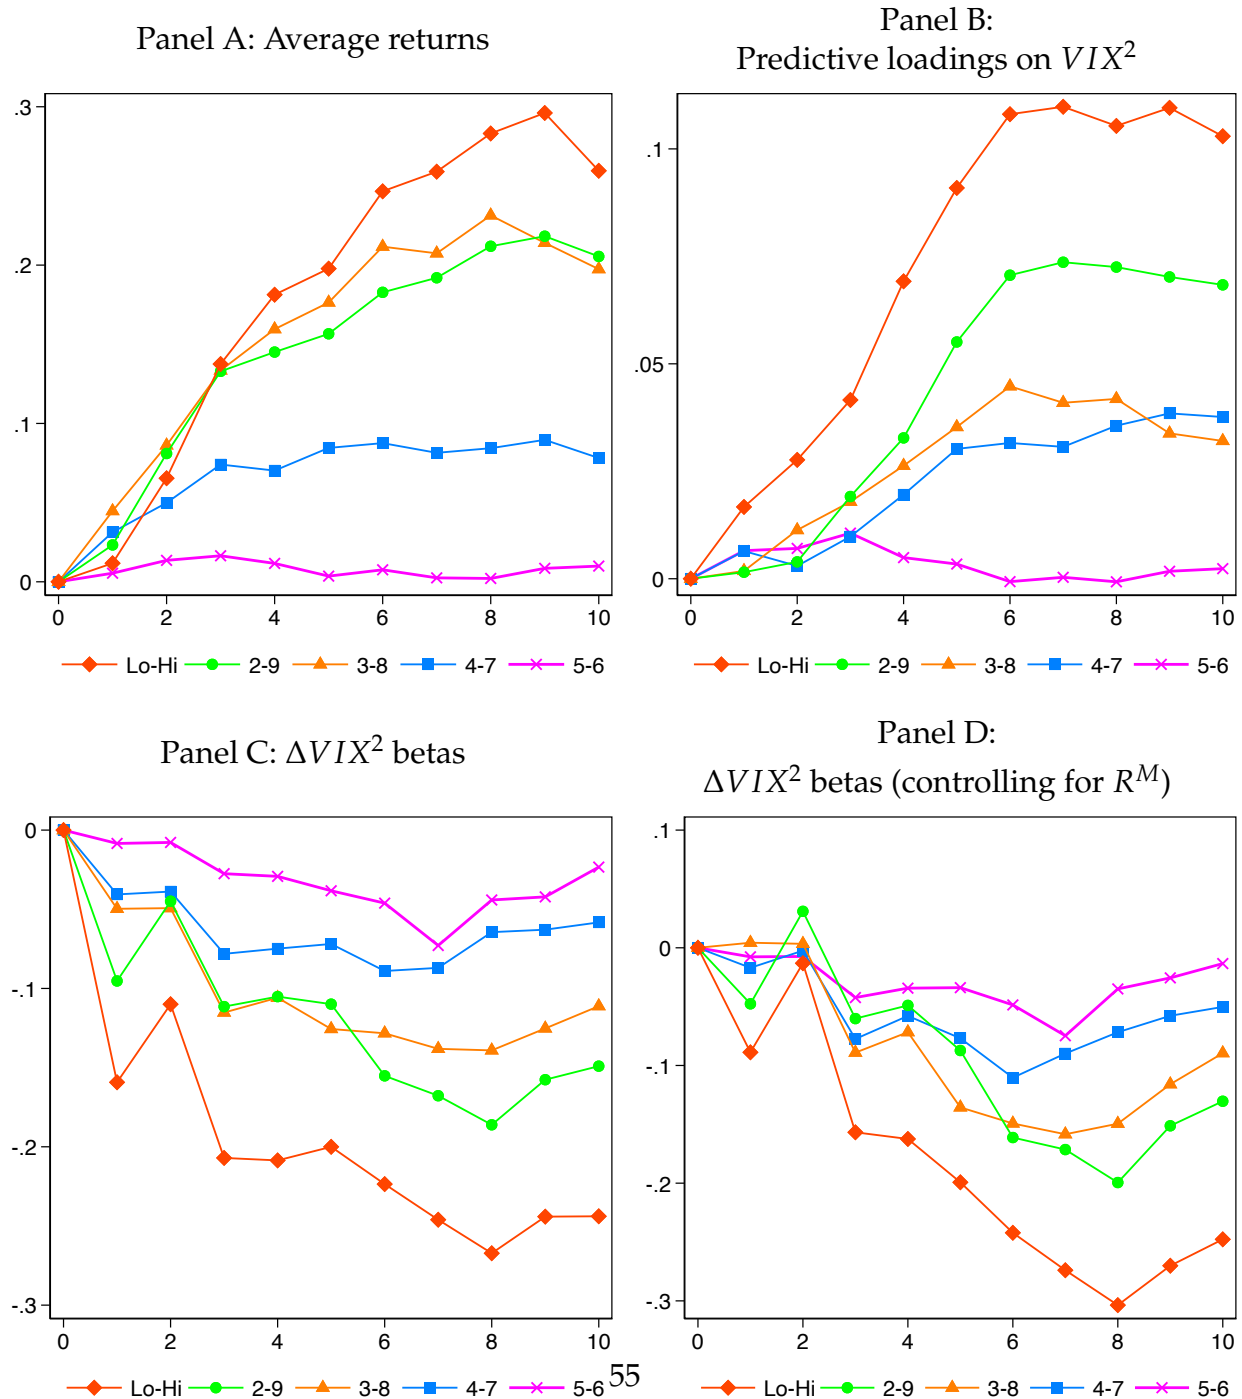 Panel A: Average returns
.3
.2
.1
0
0 2 4 6 8 10
Lo-Hi 2-9 3-8 4-7 5-6
Panel B:
Predictive loadings on VIX²
.1
.05
0
0 2 4 6 8 10
Lo-Hi 2-9 3-8 4-7 5-6
Panel C: ΔVIX² betas
0
-.1
-.2
-.3
0 2 4 6 8 10
Lo-Hi 2-9 3-8 4-7 5-6
Panel D:
ΔVIX² betas (controlling for Rᴹ)
.1
0
-.1
-.2
-.3
0 2 4 6 8 10
Lo-Hi 2-9 3-8 4-7 5-6
55